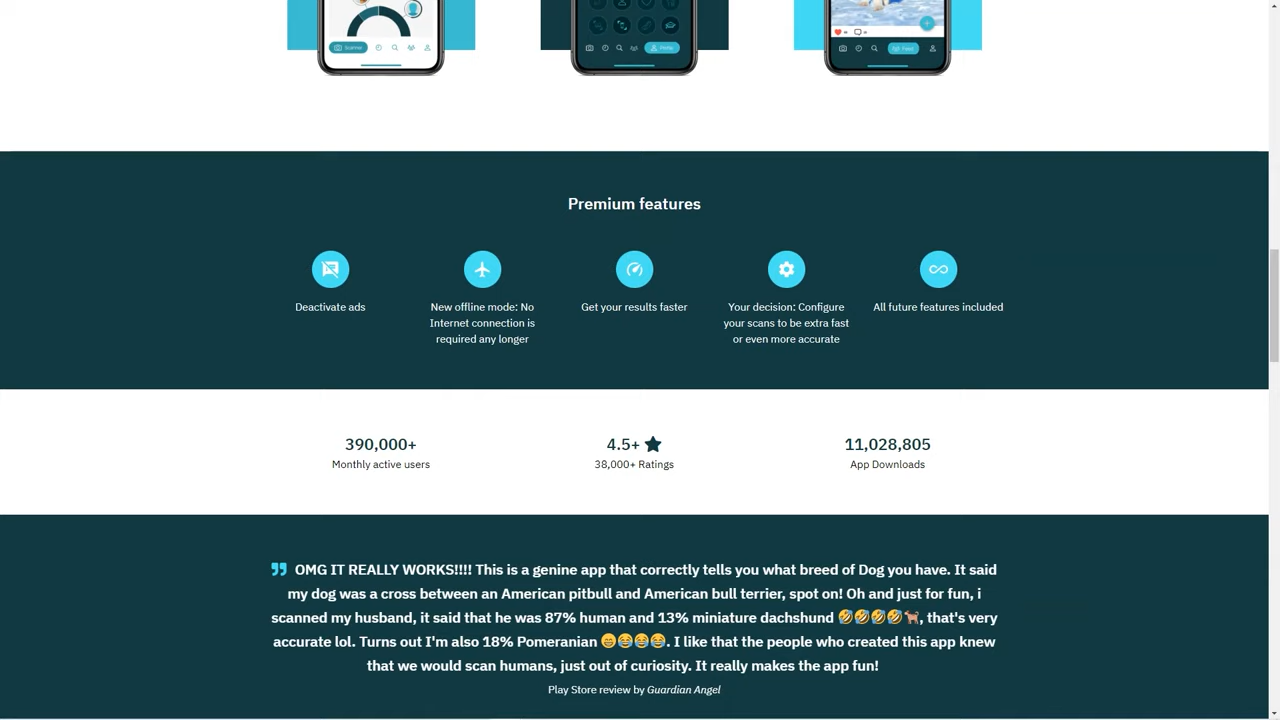 Scanner
Profile
Feed
Premium features
Deactivate ads
New offline mode: No
Internet connection is
required any longer
Get your results faster
Your decision: Configure
your scans to be extra fast
or even more accurate
All future features included
390,000+
Monthly active users
4.5+
38,000+ Ratings
11,028,805
App Downloads
OMG IT REALLY WORKS!!!! This is a genine app that correctly tells you what breed of Dog you have. It said
my dog was a cross between an American pitbull and American bull terrier, spot on! Oh and just for fun, i
scanned my husband, it said that he was 87% human and 13% miniature dachshund 🤣🤣🤣🤣🐕, that's very
accurate lol. Turns out I'm also 18% Pomeranian 😁😂😂😂. I like that the people who created this app knew
that we would scan humans, just out of curiosity. It really makes the app fun!
Play Store review by Guardian Angel